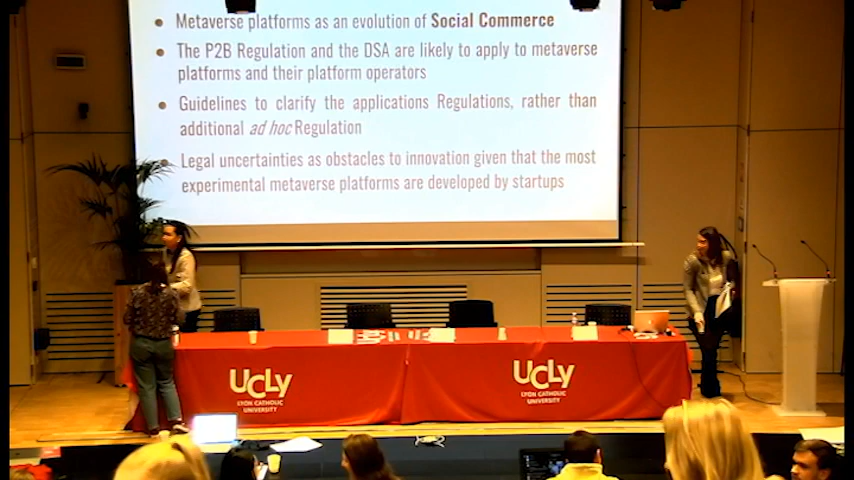 Metaverse platforms as an evolution of Social Commerce
The P2B Regulation and the DSA are likely to apply to metaverse
platforms and their platform operators
Guidelines to clarify the applications Regulations, rather than
additional ad hoc Regulation
Legal uncertainties as obstacles to innovation given that the most
experimental metaverse platforms are developed by startups
UCLy
LYON CATHOLIC
UNIVERSITY
UCLy
LYON CATHOLIC
UNIVERSITY